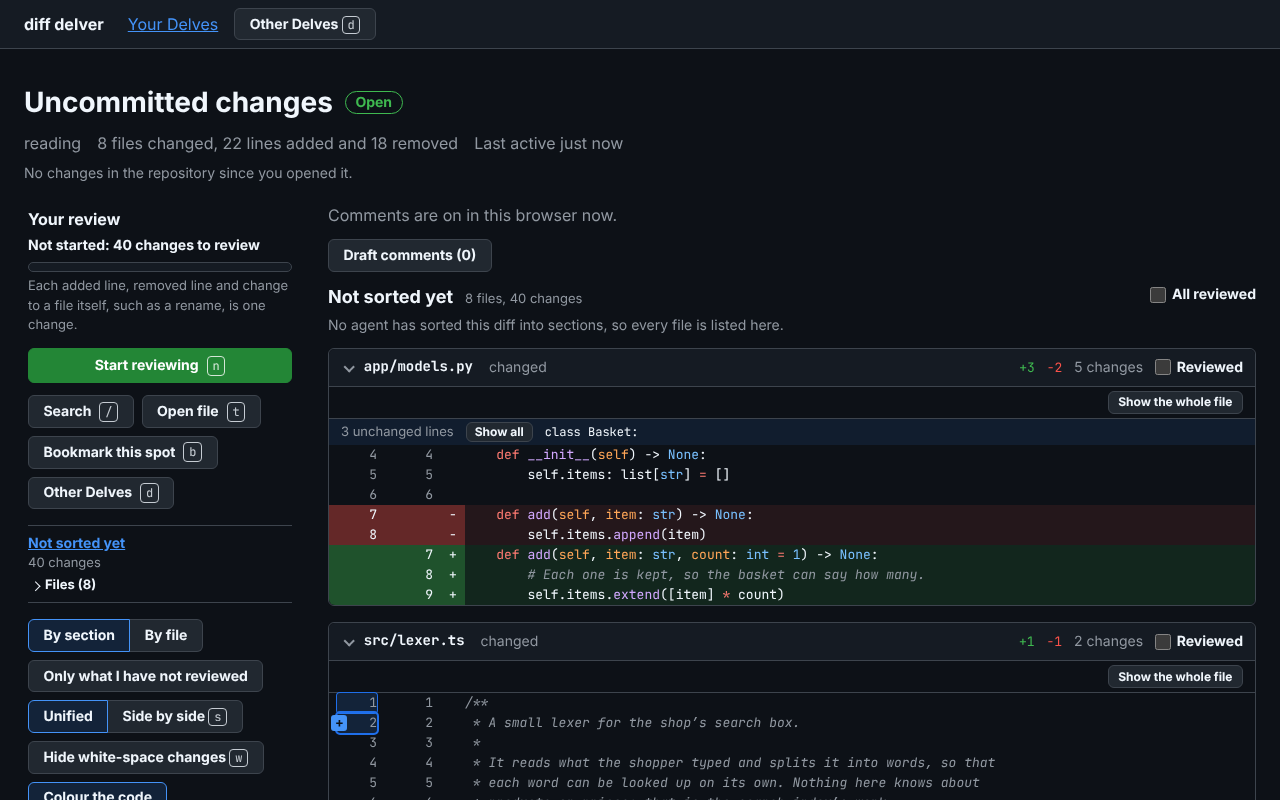 diff delver Your Delves Other Delves d
Uncommitted changes Open
reading 8 files changed, 22 lines added and 18 removed Last active just now
No changes in the repository since you opened it.
Your review
Not started: 40 changes to review
Each added line, removed line and change
to a file itself, such as a rename, is one
change.
Start reviewing n
Search / Open file t
Bookmark this spot b
Other Delves d
Not sorted yet
40 changes
Files (8)
By section By file
Only what I have not reviewed
Unified Side by side s
Hide white-space changes w
Colour the code
Comments are on in this browser now.
Draft comments (0)
Not sorted yet 8 files, 40 changes All reviewed
No agent has sorted this diff into sections, so every file is listed here.
app/models.py changed +3 -2 5 changes Reviewed
Show the whole file
3 unchanged lines Show all class Basket:
4 4 def __init__(self) -> None:
5 5 self.items: list[str] = []
6 6
7 - def add(self, item: str) -> None:
8 - self.items.append(item)
7 + def add(self, item: str, count: int = 1) -> None:
8 + # Each one is kept, so the basket can say how many.
9 + self.items.extend([item] * count)
src/lexer.ts changed +1 -1 2 changes Reviewed
Show the whole file
1 1 /**
+ 2 2 * A small lexer for the shop’s search box.
3 3 *
4 4 * It reads what the shopper typed and splits it into words, so that
5 5 * each word can be looked up on its own. Nothing here knows about